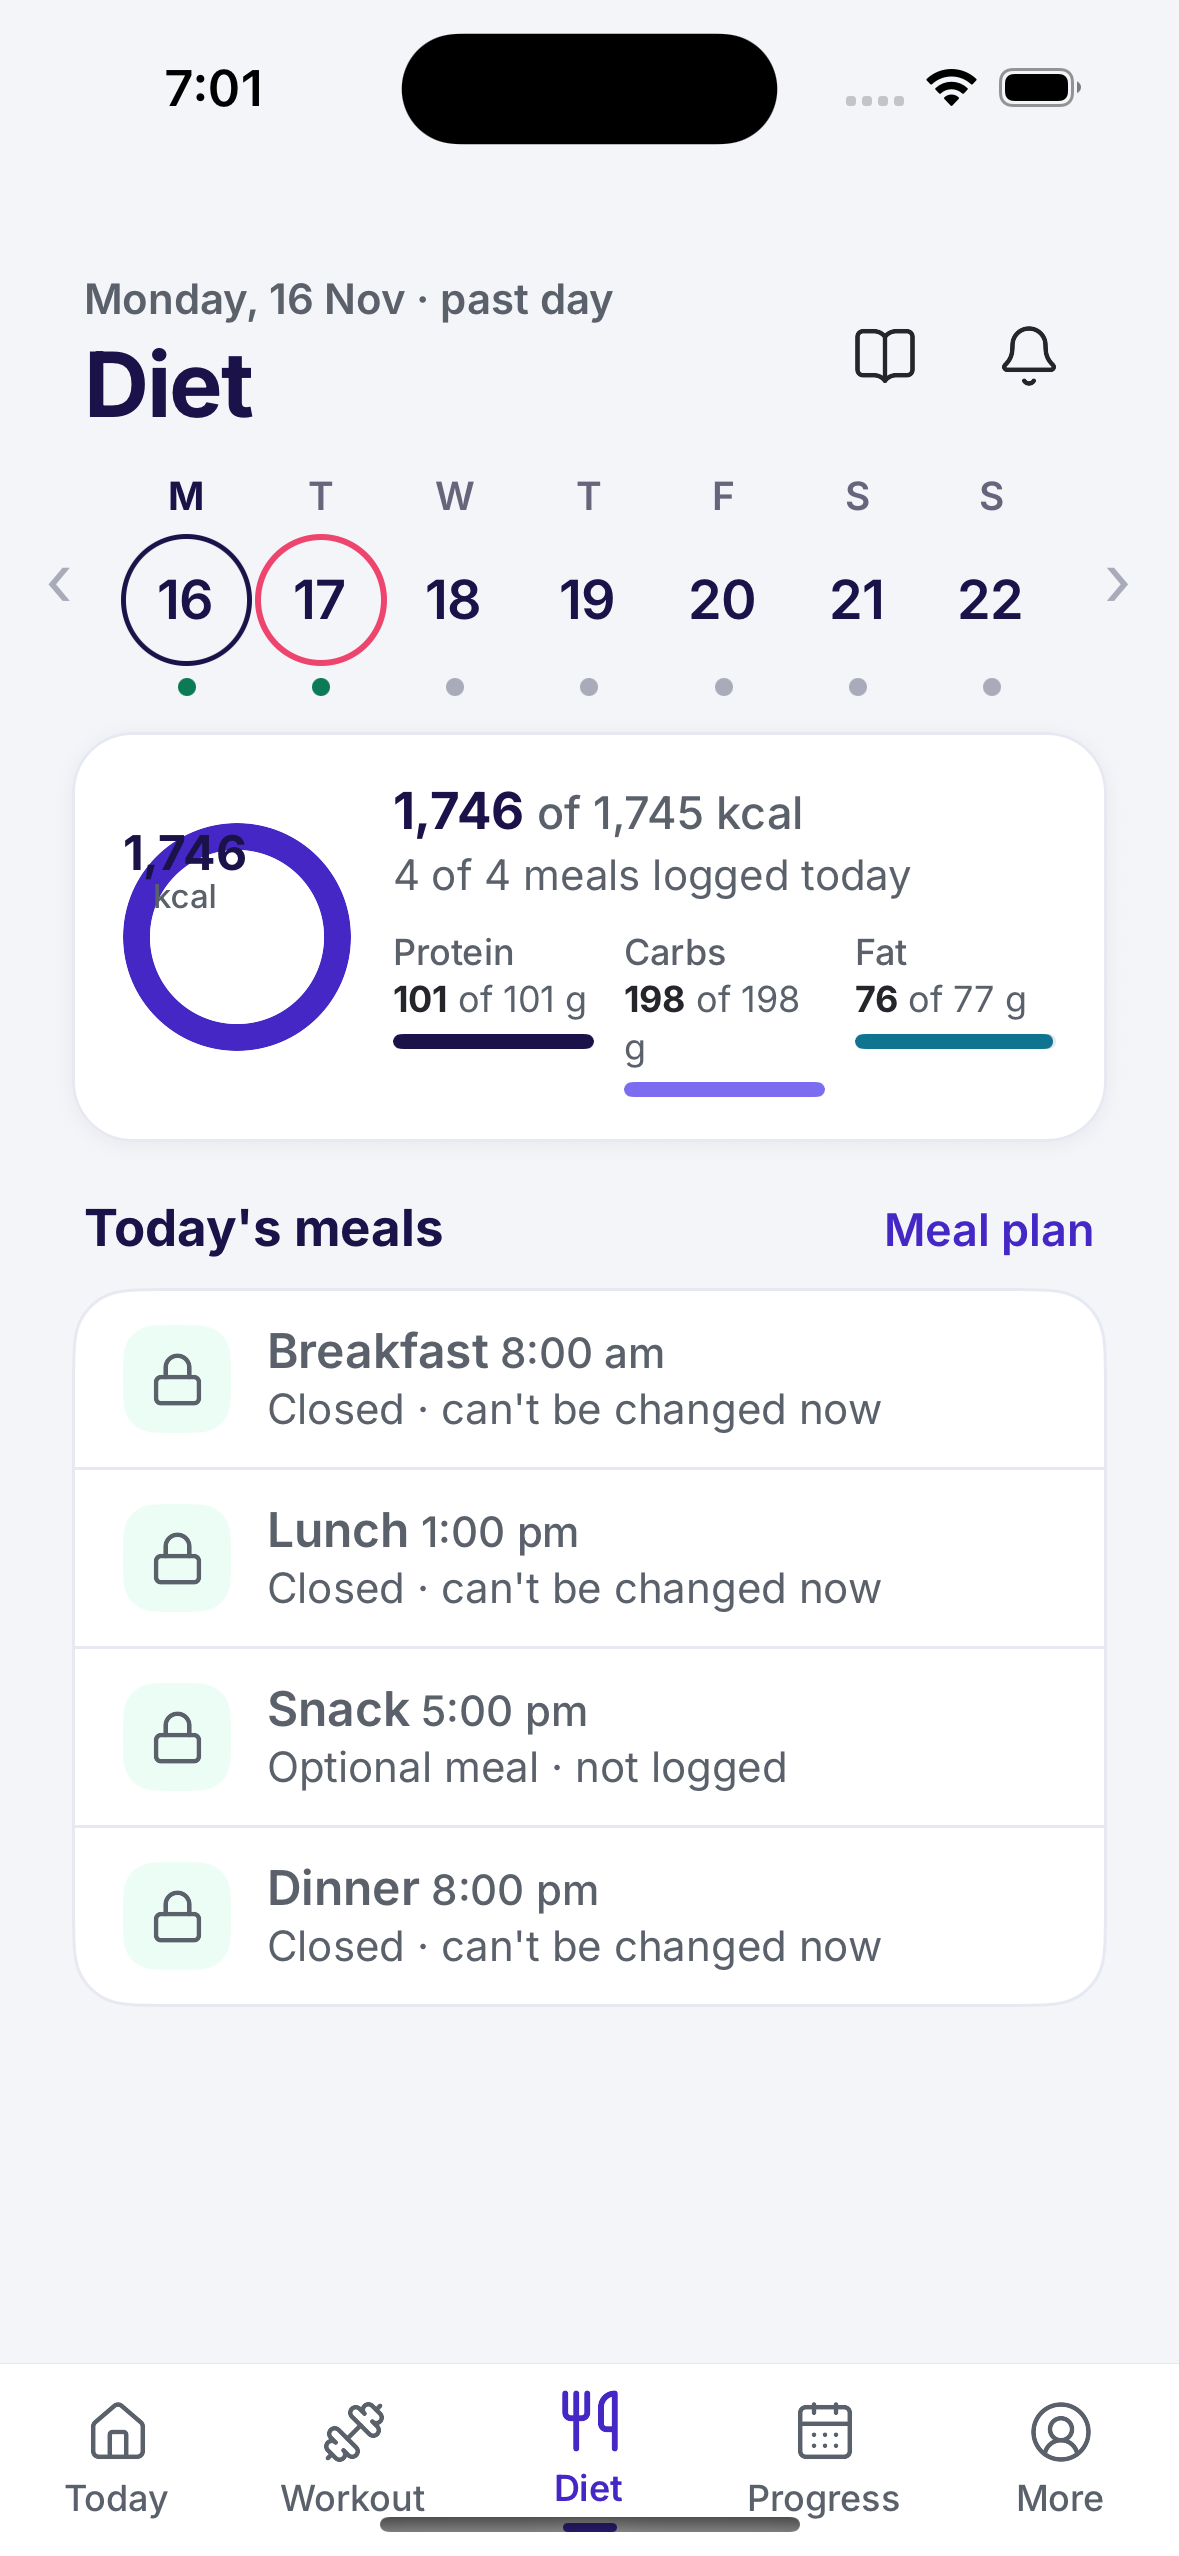 7:01
Monday, 16 Nov · past day
Diet
M T W T F S S
‹ 16 17 18 19 20 21 22 ›
1,746
kcal
1,746 of 1,745 kcal
4 of 4 meals logged today
Protein Carbs Fat
101 of 101 g 198 of 198 76 of 77 g
g
Today's meals Meal plan
Breakfast 8:00 am
Closed · can't be changed now
Lunch 1:00 pm
Closed · can't be changed now
Snack 5:00 pm
Optional meal · not logged
Dinner 8:00 pm
Closed · can't be changed now
Today Workout Diet Progress More